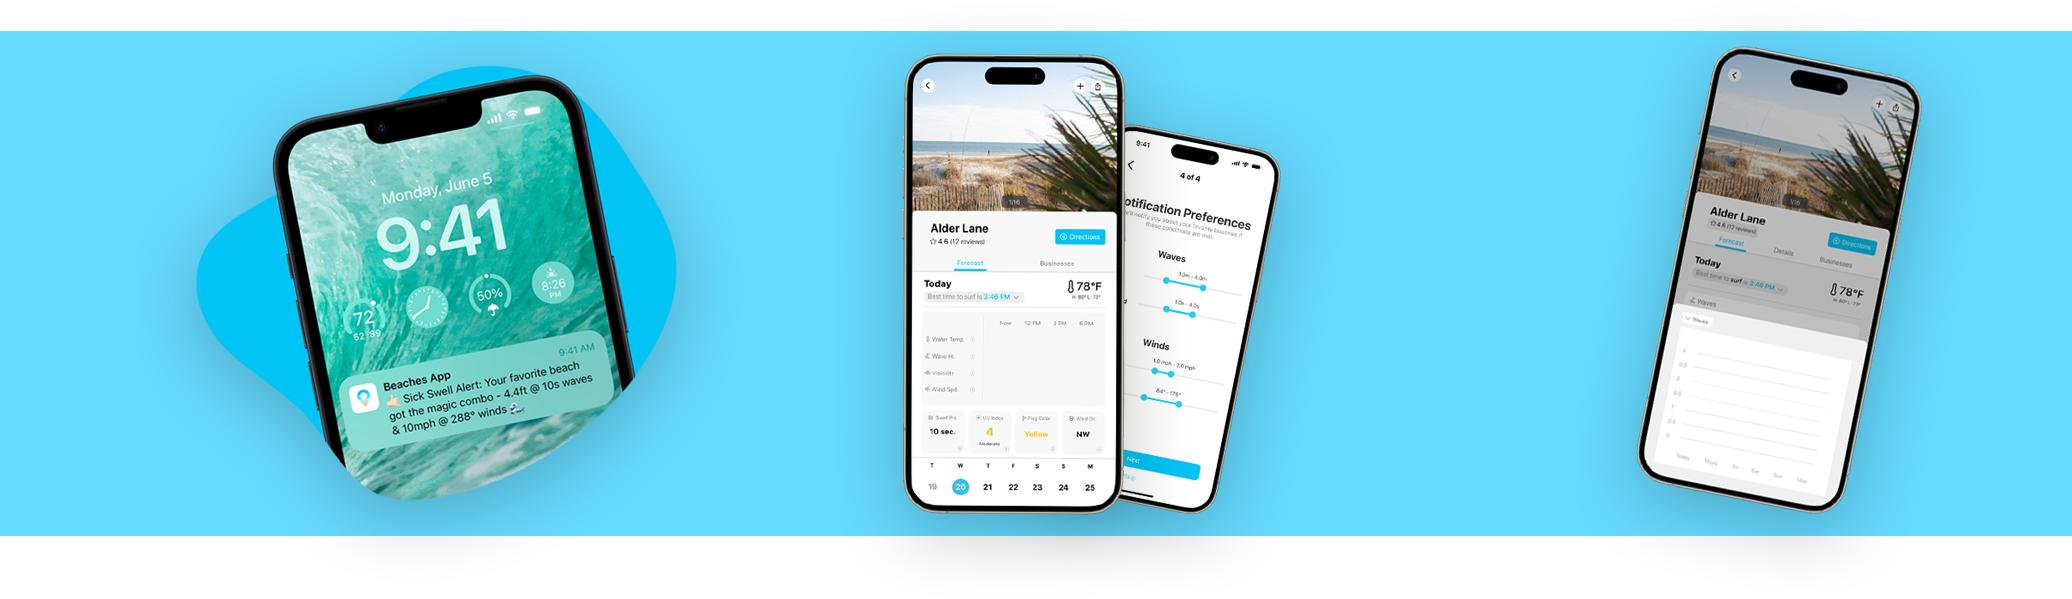 Monday, June 5
9:41
72
52 89
50%
8:26
PM
9:41 AM
Beaches App
🤙🏻 Sick Swell Alert: Your favorite beach
got the magic combo - 4.4ft @ 10s waves
& 10mph @ 288° winds 🌊
1/16
Alder Lane
4.6 (12 reviews)
Directions
Forecast
Businesses
Today
Best time to surf is 3:46 PM
78°F
H: 80° L: 73°
Now 12 PM 3 PM 6 PM
Water Temp.
Wave Ht.
Visibility
Wind Spd.
Swell Prd.
10 sec.
UV Index
4
Moderate
Flag Color
Yellow
Wind Dir.
NW
T W T F S S M
19 20 21 22 23 24 25
9:41
4 of 4
otification Preferences
'll notify you about your favorite beaches if
these conditions are met.
Waves
1.0m - 4.0m
1.0s - 4.0s
Winds
1.0 mph - 2.0 mph
84° - 178°
Next
1/16
Alder Lane
4.6 (12 reviews)
Directions
Forecast
Details
Businesses
Today
Best time to surf is 3:46 PM
78°F
H: 80° L: 73°
Waves
Waves
3
0.5
2
0.5
1
0.5
0
Today Thurs Fri Sat Sun Mon